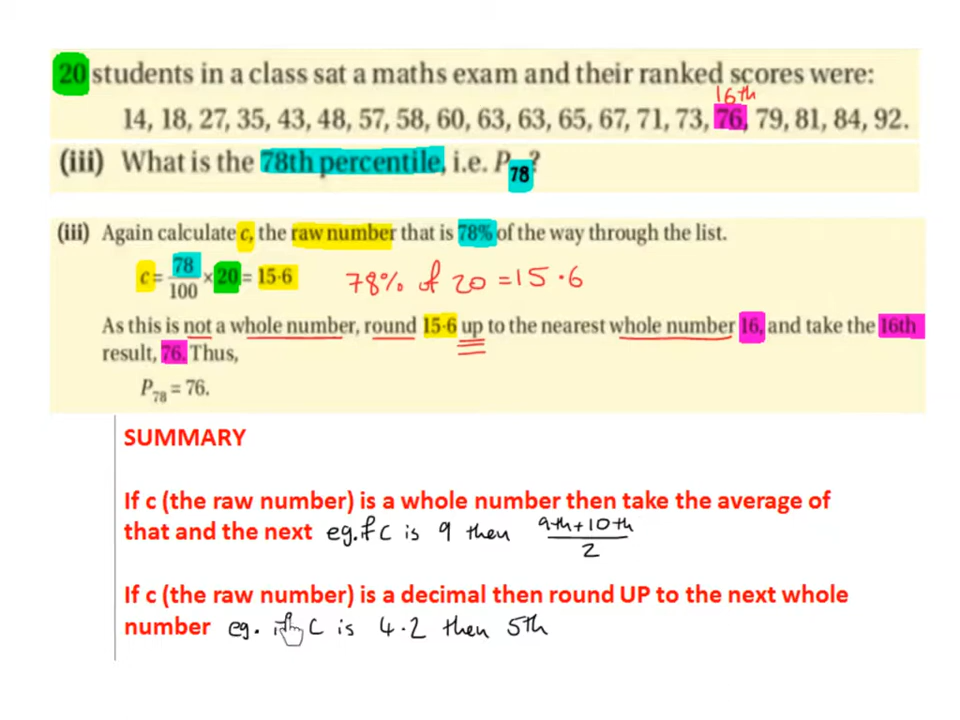 20 students in a class sat a maths exam and their ranked scores were:
16th
14, 18, 27, 35, 43, 48, 57, 58, 60, 63, 63, 65, 67, 71, 73, 76, 79, 81, 84, 92.
(iii) What is the 78th percentile, i.e. P78?
(iii) Again calculate c, the raw number that is 78% of the way through the list.
c = 78/100 × 20 = 15·6 78% of 20 = 15·6
As this is not a whole number, round 15·6 up to the nearest whole number 16, and take the 16th
result, 76. Thus,
P78 = 76.
SUMMARY
If c (the raw number) is a whole number then take the average of
that and the next eg. if C is 9 then 9th+10th/2
If c (the raw number) is a decimal then round UP to the next whole
number eg. if C is 4.2 then 5th